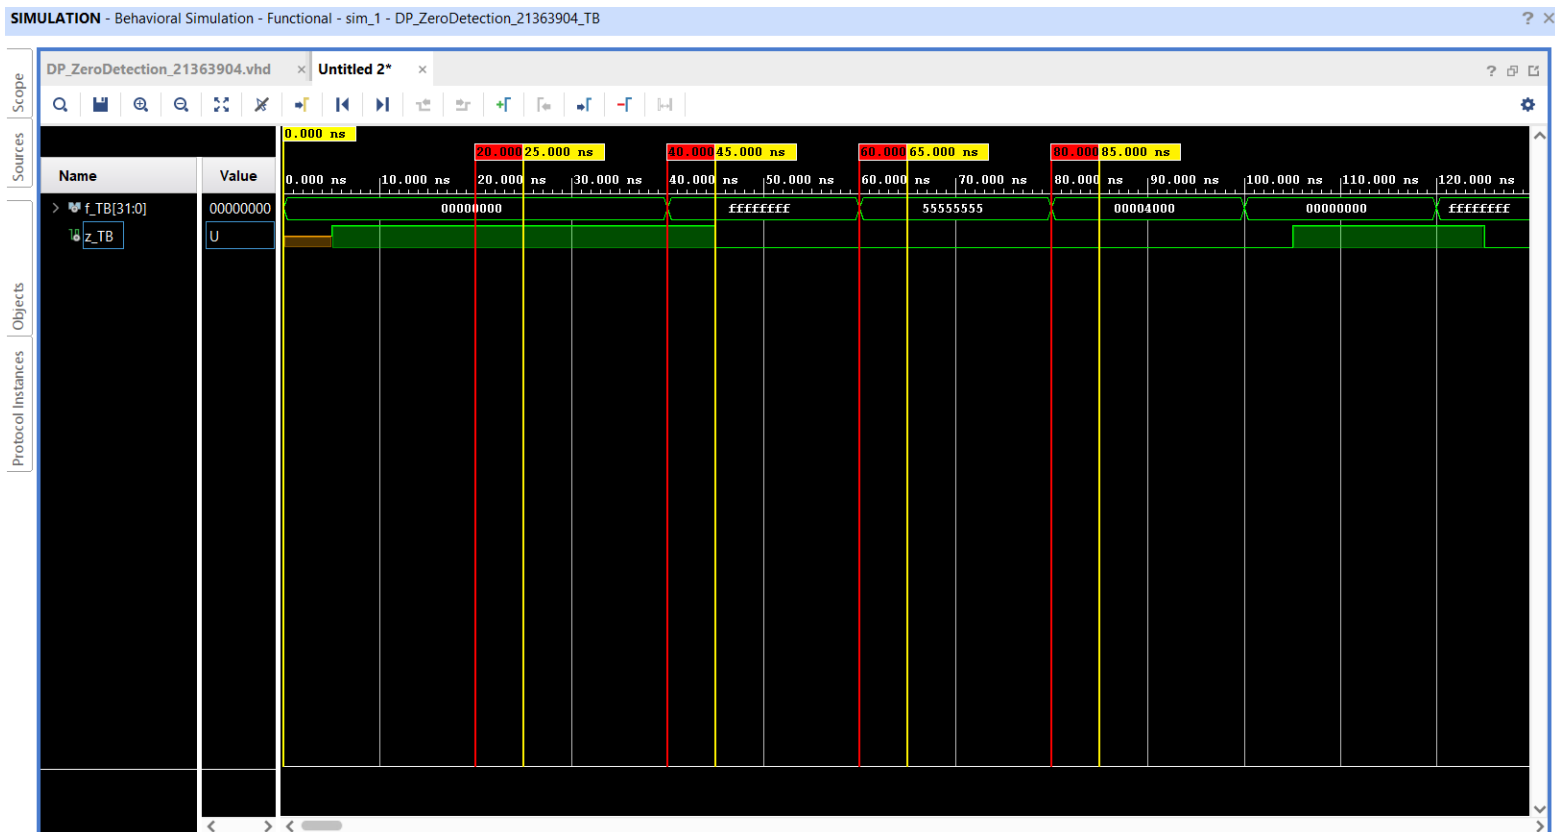 SIMULATION - Behavioral Simulation - Functional - sim_1 - DP_ZeroDetection_21363904_TB ? ×
DP_ZeroDetection_21363904.vhd × Untitled 2* × ?
Scope
Sources
Objects
Protocol Instances
0.000 ns
20.000 25.000 ns 40.000 45.000 ns 60.000 65.000 ns 80.000 85.000 ns
Name Value 0.000 ns 10.000 ns 20.000 ns 30.000 ns 40.000 ns 50.000 ns 60.000 ns 70.000 ns 80.000 ns 90.000 ns 100.000 ns 110.000 ns 120.000 ns
> f_TB[31:0] 00000000 00000000 ffffffff 55555555 00004000 00000000 ffffffff
z_TB U